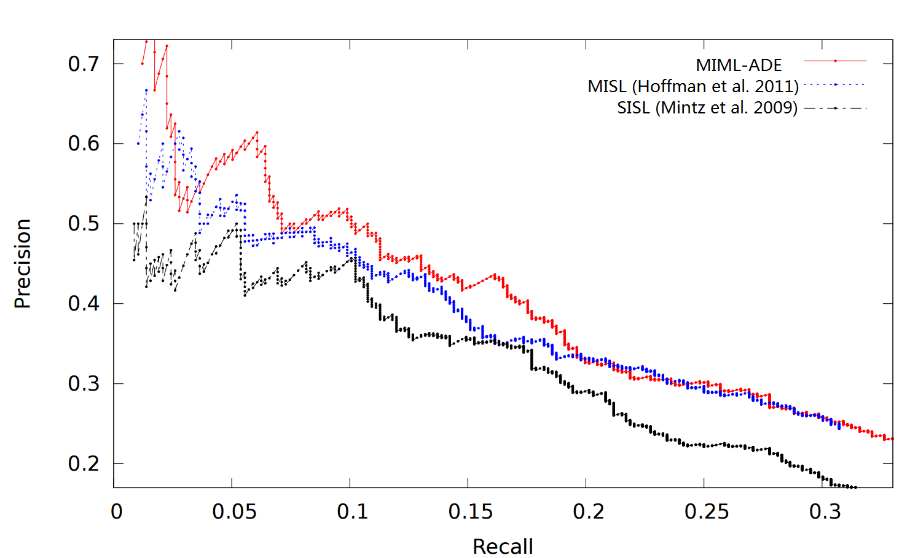 MIML-ADE
MISL (Hoffman et al. 2011)
SISL (Mintz et al. 2009)
0.7
0.6
0.5
0.4
0.3
0.2
Precision
0 0.05 0.1 0.15 0.2 0.25 0.3
Recall